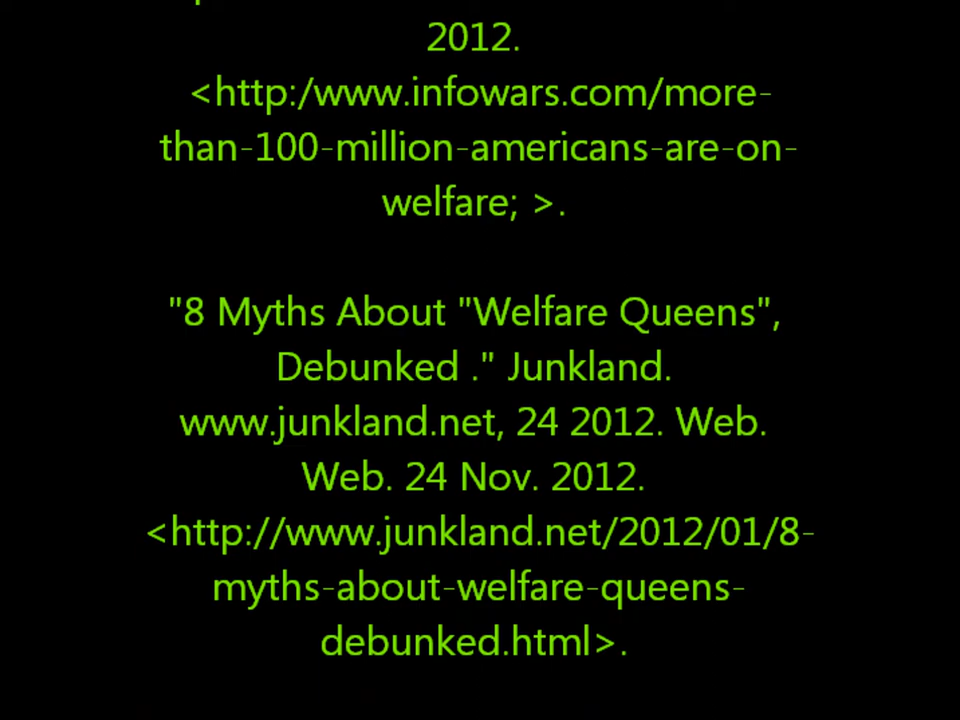 2012.
<http:/www.infowars.com/more-
than-100-million-americans-are-on-
welfare; >.
"8 Myths About "Welfare Queens",
Debunked ." Junkland.
www.junkland.net, 24 2012. Web.
Web. 24 Nov. 2012.
<http://www.junkland.net/2012/01/8-
myths-about-welfare-queens-
debunked.html>.